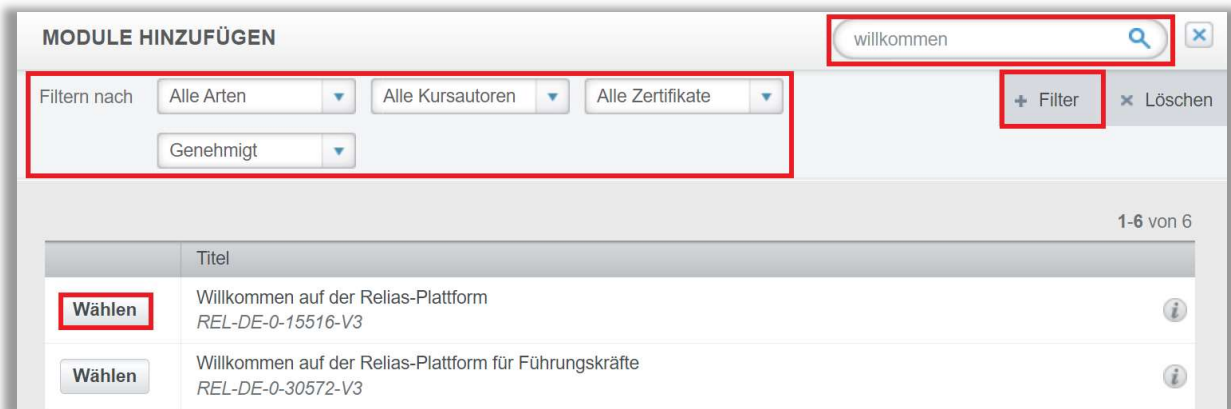 MODULE HINZUFÜGEN
willkommen
Filtern nach Alle Arten Alle Kursautoren Alle Zertifikate + Filter × Löschen
Genehmigt
1-6 von 6
Titel
Wählen Willkommen auf der Relias-Plattform
REL-DE-0-15516-V3
Wählen Willkommen auf der Relias-Plattform für Führungskräfte
REL-DE-0-30572-V3